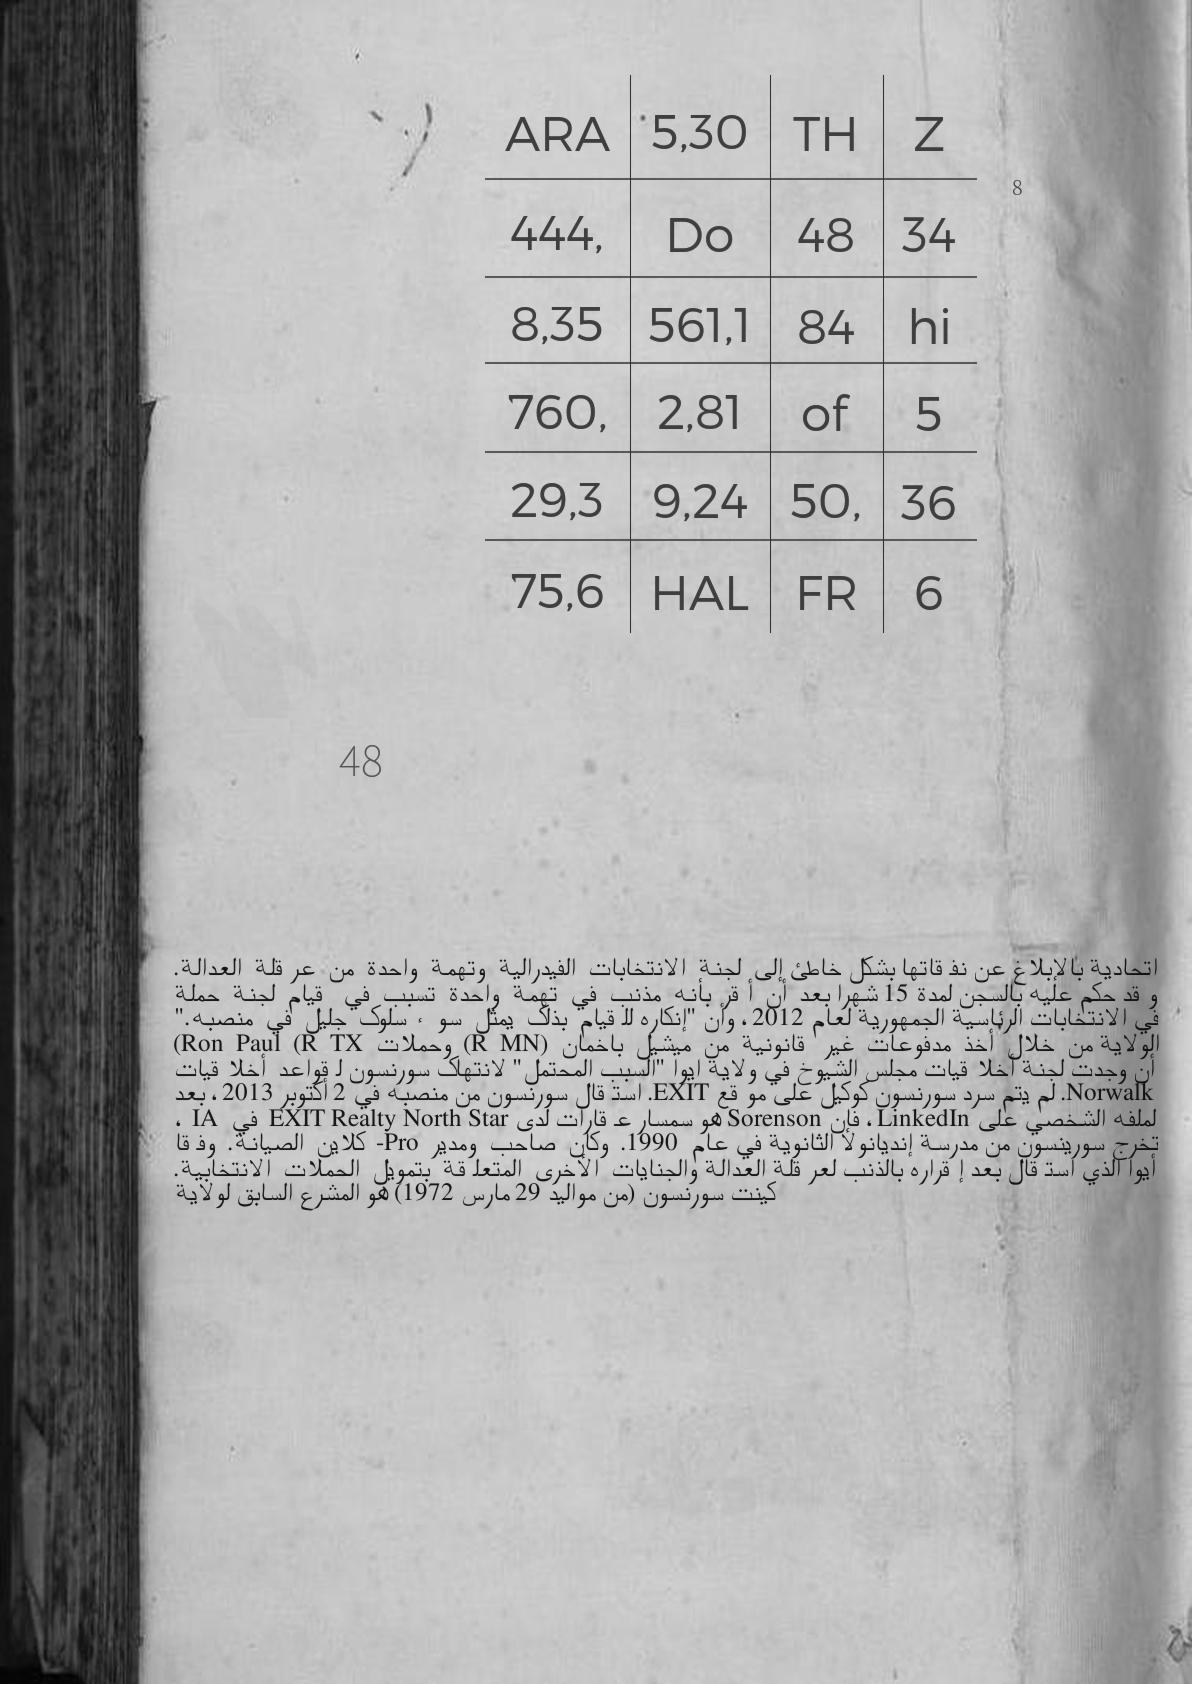 ARA 5,30 TH Z
8
444, Do 48 34
8,35 561,1 84 hi
760, 2,81 of 5
29,3 9,24 50, 36
75,6 HAL FR 6
48
اتحادية بالإبلاغ عن نفقاتها بشكل خاطئ إلى لجنة الانتخابات الفيدرالية وتهمة واحدة من عرقلة العدالة.
وقد حكم عليه بالسجن لمدة 15 شهرا بعد أن أقر بأنه مذنب في تهمة واحدة تسبب في قيام لجنة حملة
في الانتخابات الرئاسية الجمهورية لعام 2012، وأن "إنكاره للقيام بذلك يمثل سوء سلوك جليل في منصبه."
الولاية من خلال أخذ مدفوعات غير قانونية من ميشيل باخمان (R MN) وحملات Ron Paul (R TX)
أن وجدت لجنة أخلاقيات مجلس الشيوخ في ولاية ايوا "السبب المحتمل" لانتهاك سورنسون لقواعد أخلاقيات
Norwalk. لم يتم سرد سورنسون كوكيل على موقع EXIT. استقال سورنسون من منصبه في 2 أكتوبر 2013، بعد
لملفه الشخصي على LinkedIn، فإن Sorenson هو سمسار عقارات لدى EXIT Realty North Star في IA ،
تخرج سورينسون من مدرسة إنديانولا الثانوية في عام 1990. وكان صاحب ومدير Pro- كلاين الصيانة. وفقا
أيوا الذي استقال بعد إقراره بالذنب لعرقلة العدالة والجنايات الأخرى المتعلقة بتمويل الحملات الانتخابية.
كينت سورنسون (من مواليد 29 مارس 1972) هو المشرع السابق لولاية